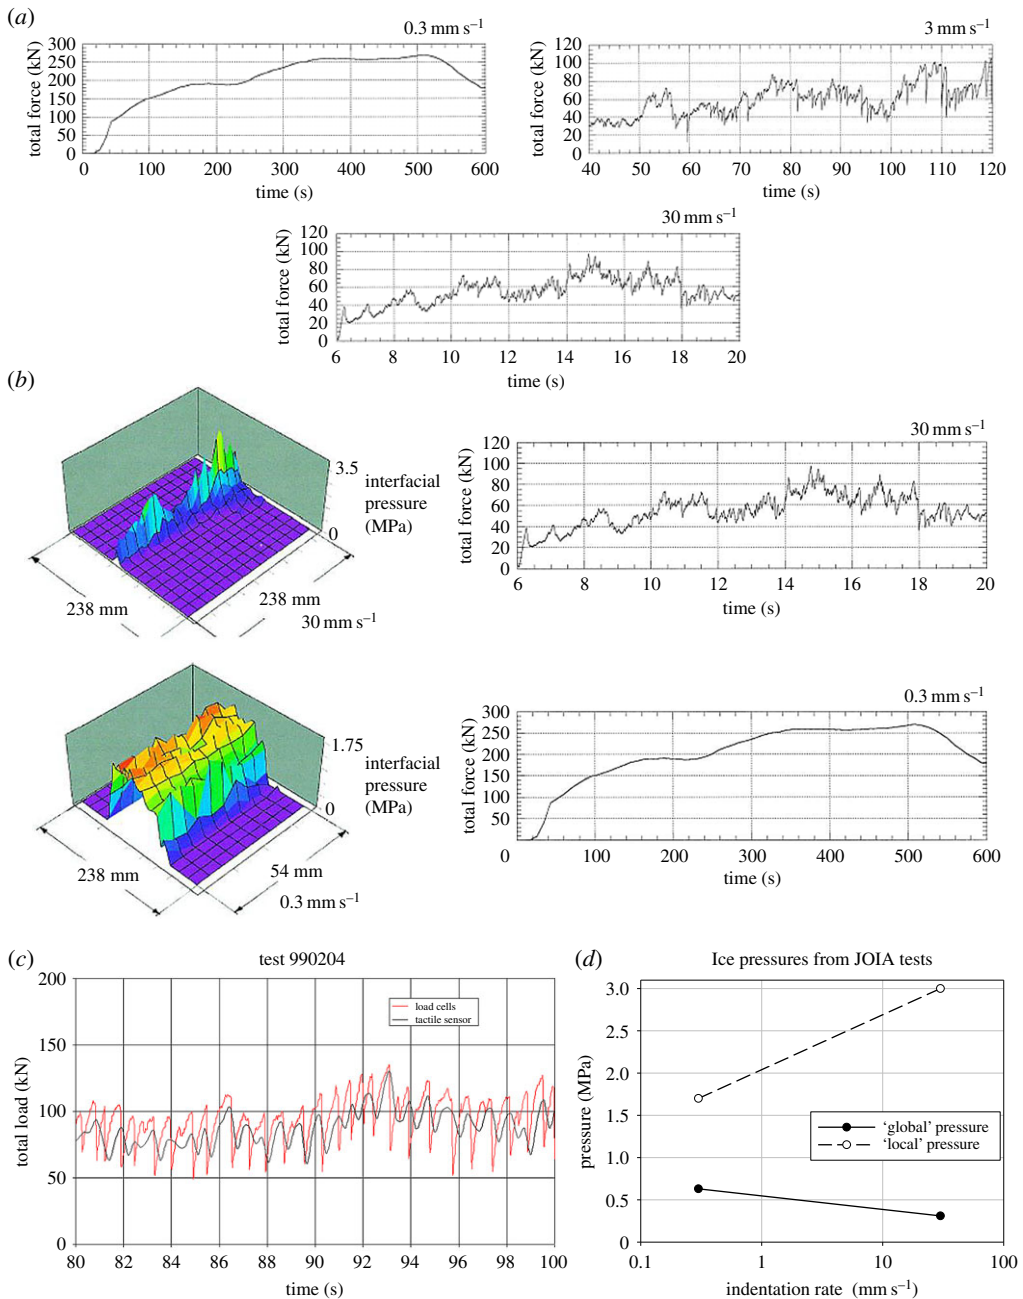 (a)
0.3 mm s⁻¹
total force (kN)
300
250
200
150
100
50
0
0 100 200 300 400 500 600
time (s)
3 mm s⁻¹
total force (kN)
120
100
80
60
40
20
0
40 50 60 70 80 90 100 110 120
time (s)
30 mm s⁻¹
total force (kN)
120
100
80
60
40
20
0
6 8 10 12 14 16 18 20
time (s)
(b)
3.5
interfacial
pressure
(MPa)
0
238 mm
238 mm
30 mm s⁻¹
30 mm s⁻¹
total force (kN)
120
100
80
60
40
20
0
6 8 10 12 14 16 18 20
time (s)
1.75
interfacial
pressure
(MPa)
0
238 mm
54 mm
0.3 mm s⁻¹
0.3 mm s⁻¹
total force (kN)
300
250
200
150
100
50
0 100 200 300 400 500 600
time (s)
(c)
test 990204
total load (kN)
200
150
100
50
0
load cells
tactile sensor
80 82 84 86 88 90 92 94 96 98 100
time (s)
(d)
Ice pressures from JOIA tests
pressure (MPa)
3.0
2.5
2.0
1.5
1.0
0.5
0
'global' pressure
'local' pressure
0.1 1 10 100
indentation rate (mm s⁻¹)